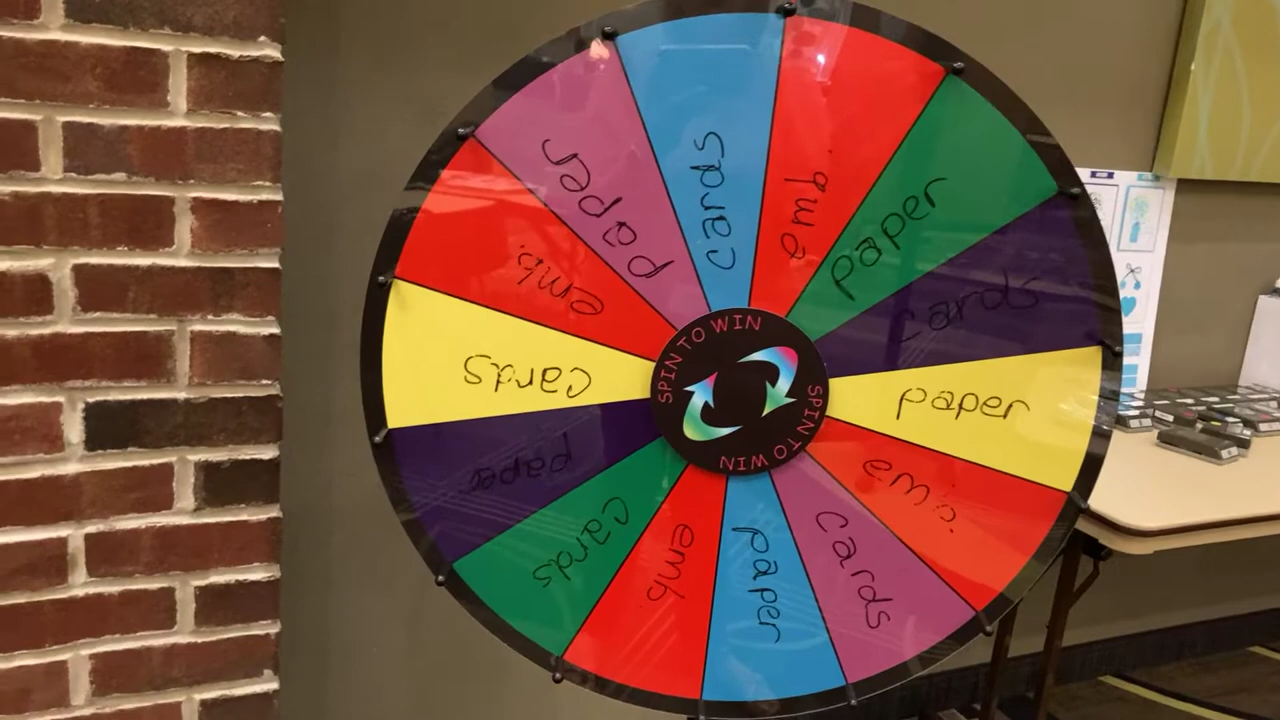 cards
emb.
paper
cards
paper
emb.
cards
paper
emb.
cards
paper
cards
emb.
paper
SPIN TO WIN
SPIN TO WIN